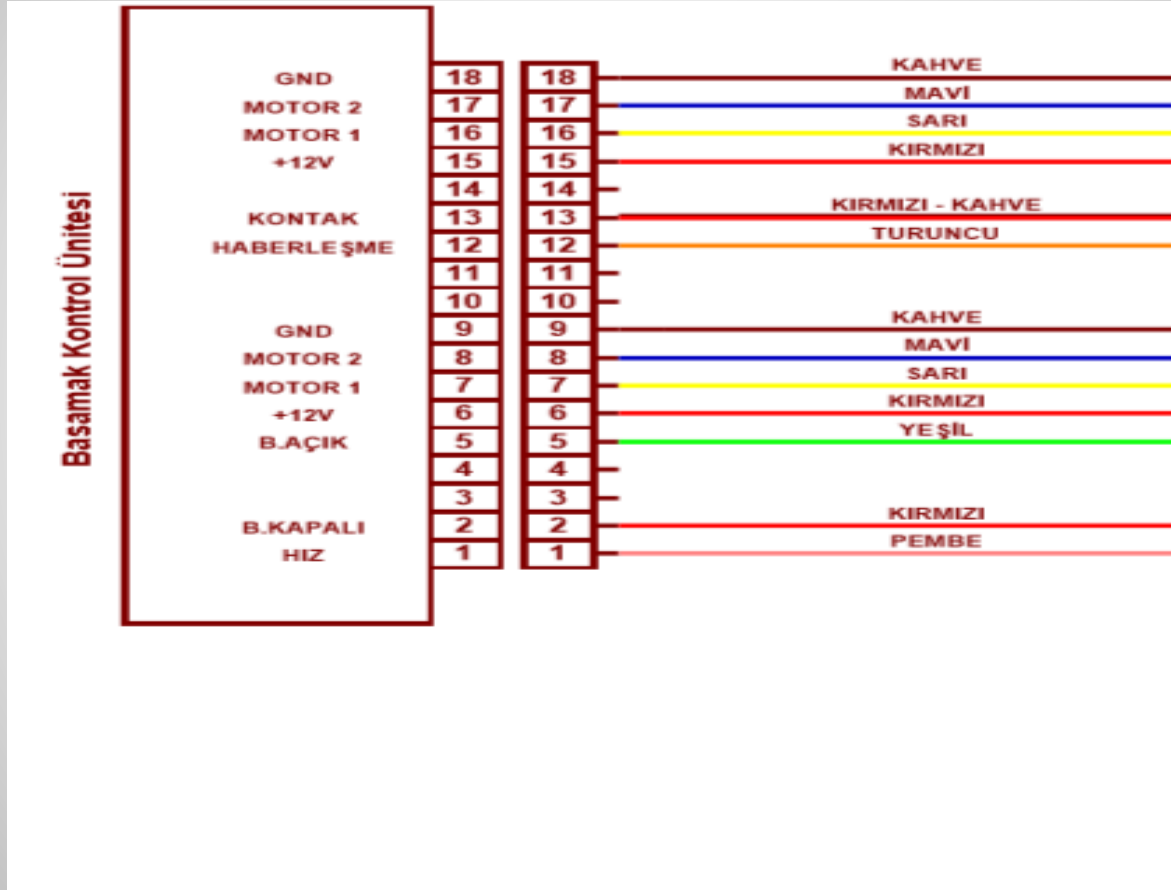 Basamak Kontrol Ünitesi
GND 18 18 KAHVE
MOTOR 2 17 17 MAVİ
MOTOR 1 16 16 SARI
+12V 15 15 KIRMIZI
14 14
KONTAK 13 13 KIRMIZI - KAHVE
HABERLEŞME 12 12 TURUNCU
11 11
10 10
GND 9 9 KAHVE
MOTOR 2 8 8 MAVİ
MOTOR 1 7 7 SARI
+12V 6 6 KIRMIZI
B.AÇIK 5 5 YEŞİL
4 4
3 3
B.KAPALI 2 2 KIRMIZI
HIZ 1 1 PEMBE